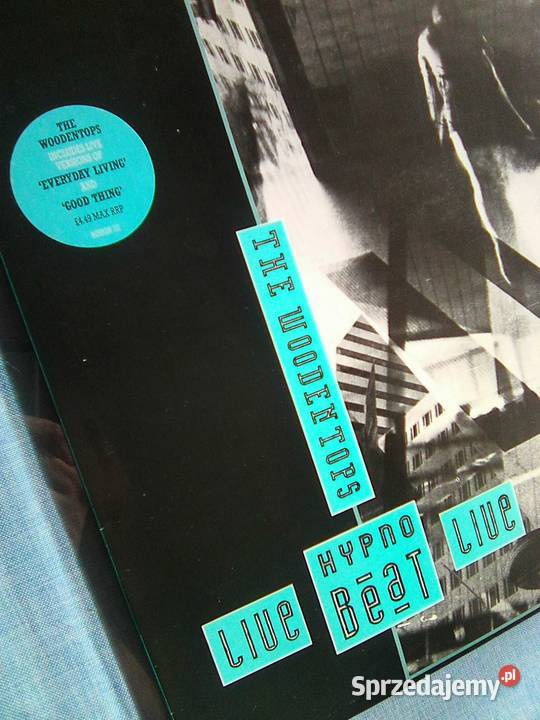 THE
WOODENTOPS
INCLUDES LIVE
VERSIONS OF
'EVERYDAY LIVING'
AND
'GOOD THING'
£4.49 MAX RRP
THE WOODENTOPS
LIVE
HYPNO
BEAT
LIVE
Sprzedajemy.pl